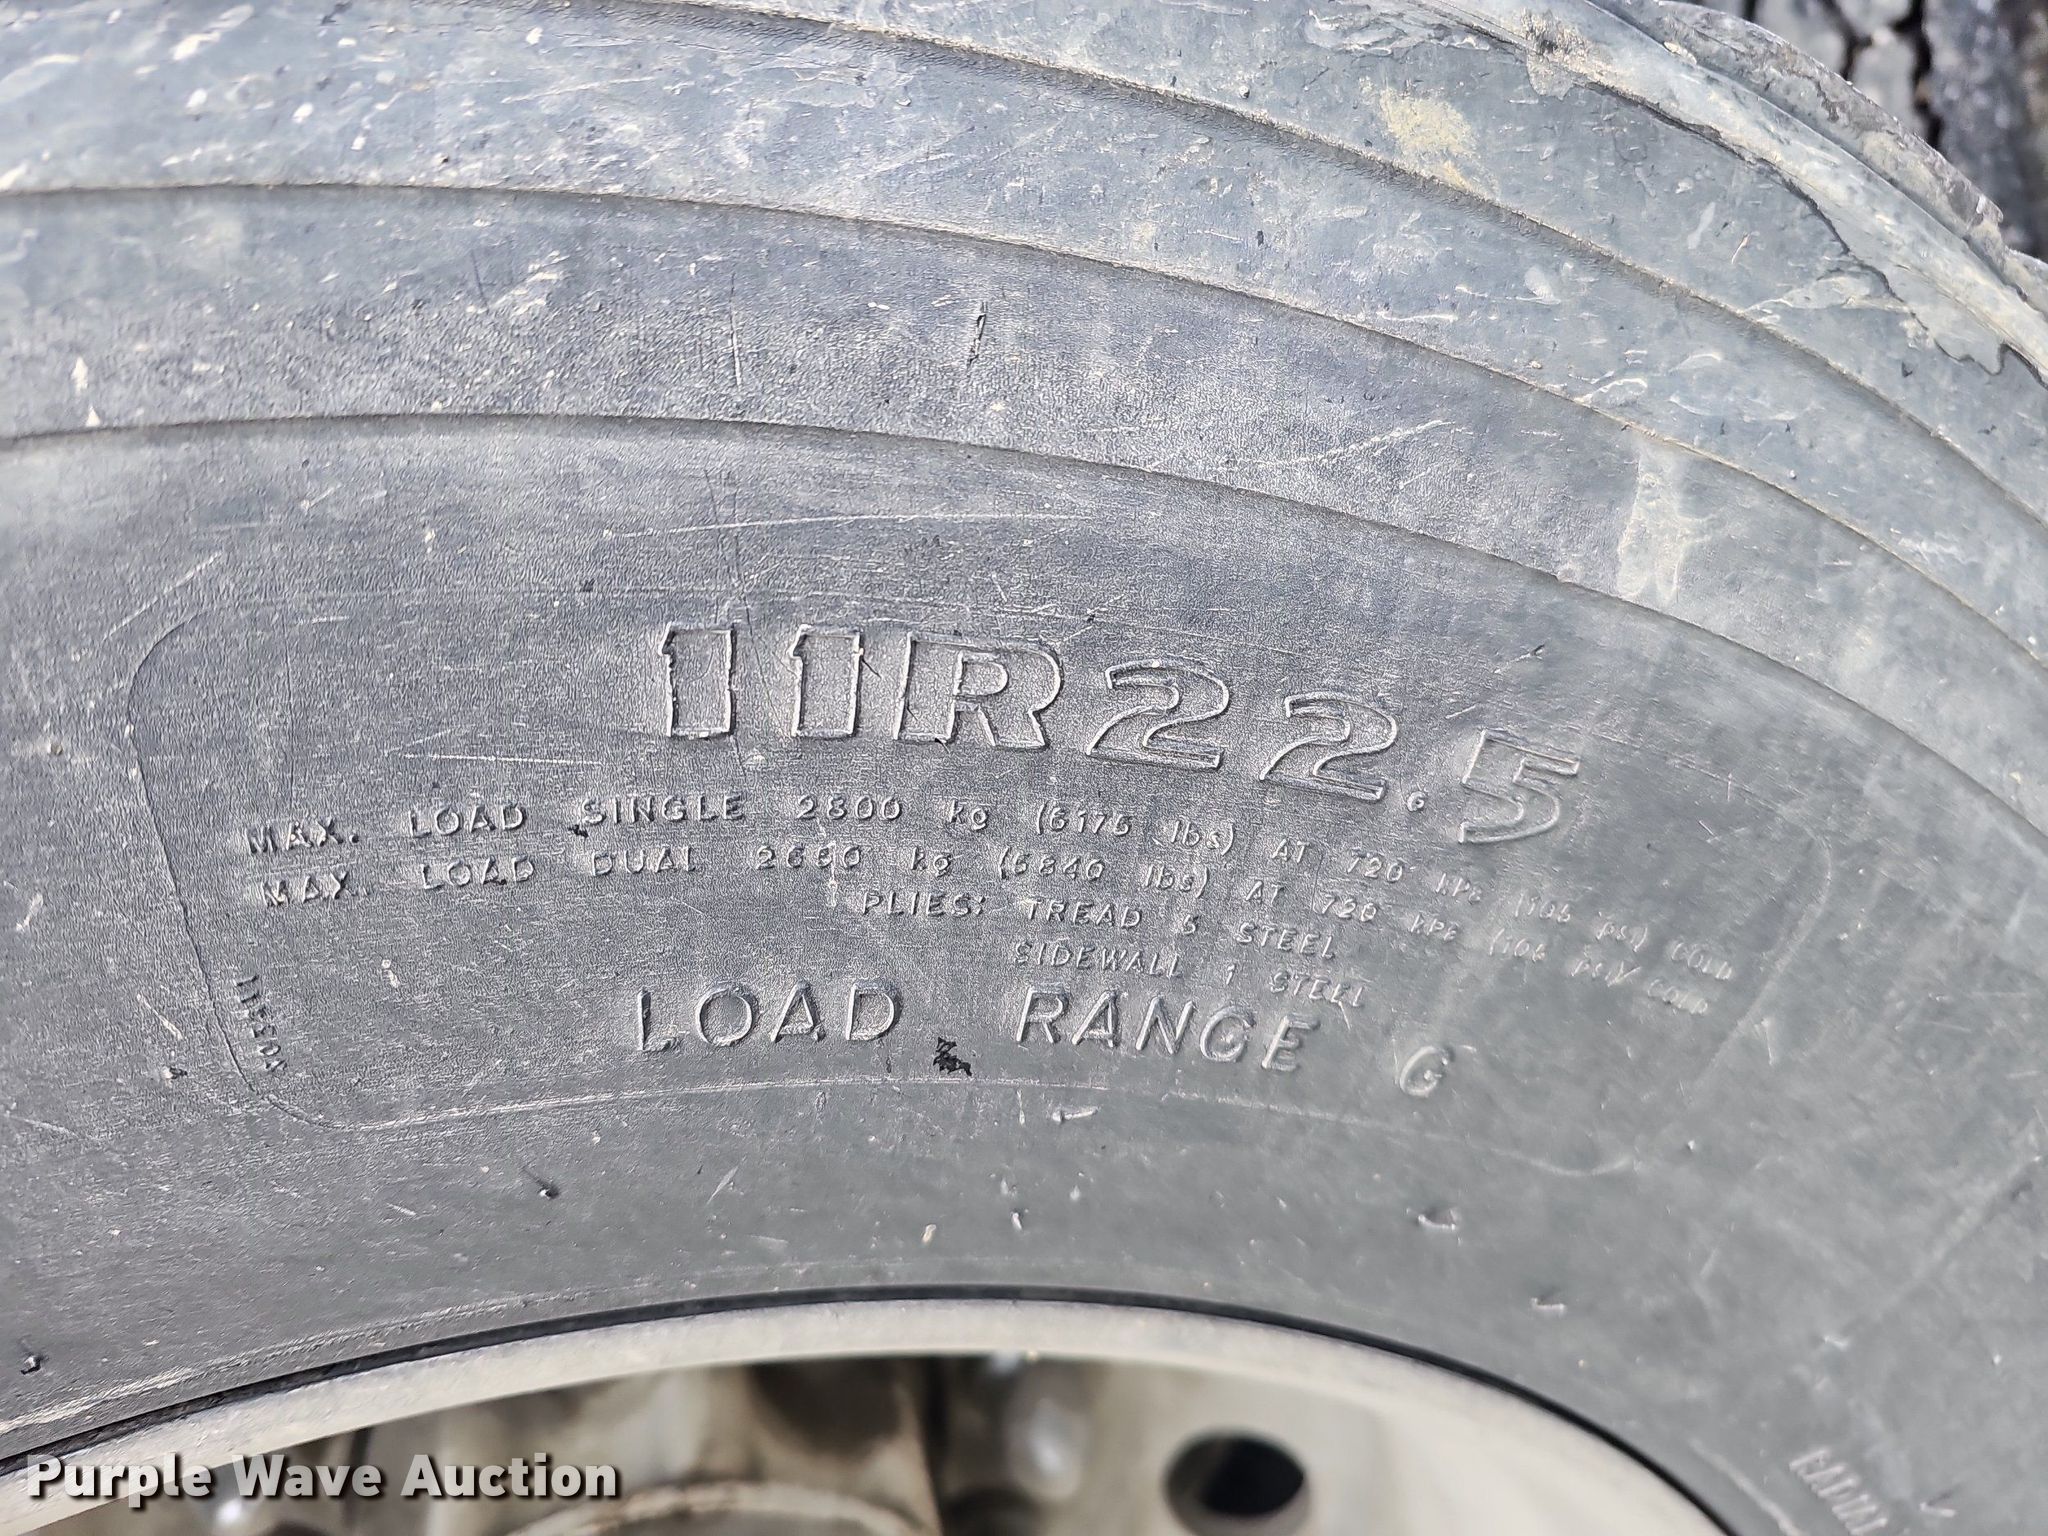 11R22.5
G
MAX. LOAD SINGLE 2800 kg (6175 lbs) AT 720 kPa (105 psi) COLD
MAX. LOAD DUAL 2650 kg (5840 lbs) AT 720 kPa (105 psi) COLD
PLIES: TREAD 5 STEEL
SIDEWALL 1 STEEL
LOAD RANGE G
Purple Wave Auction